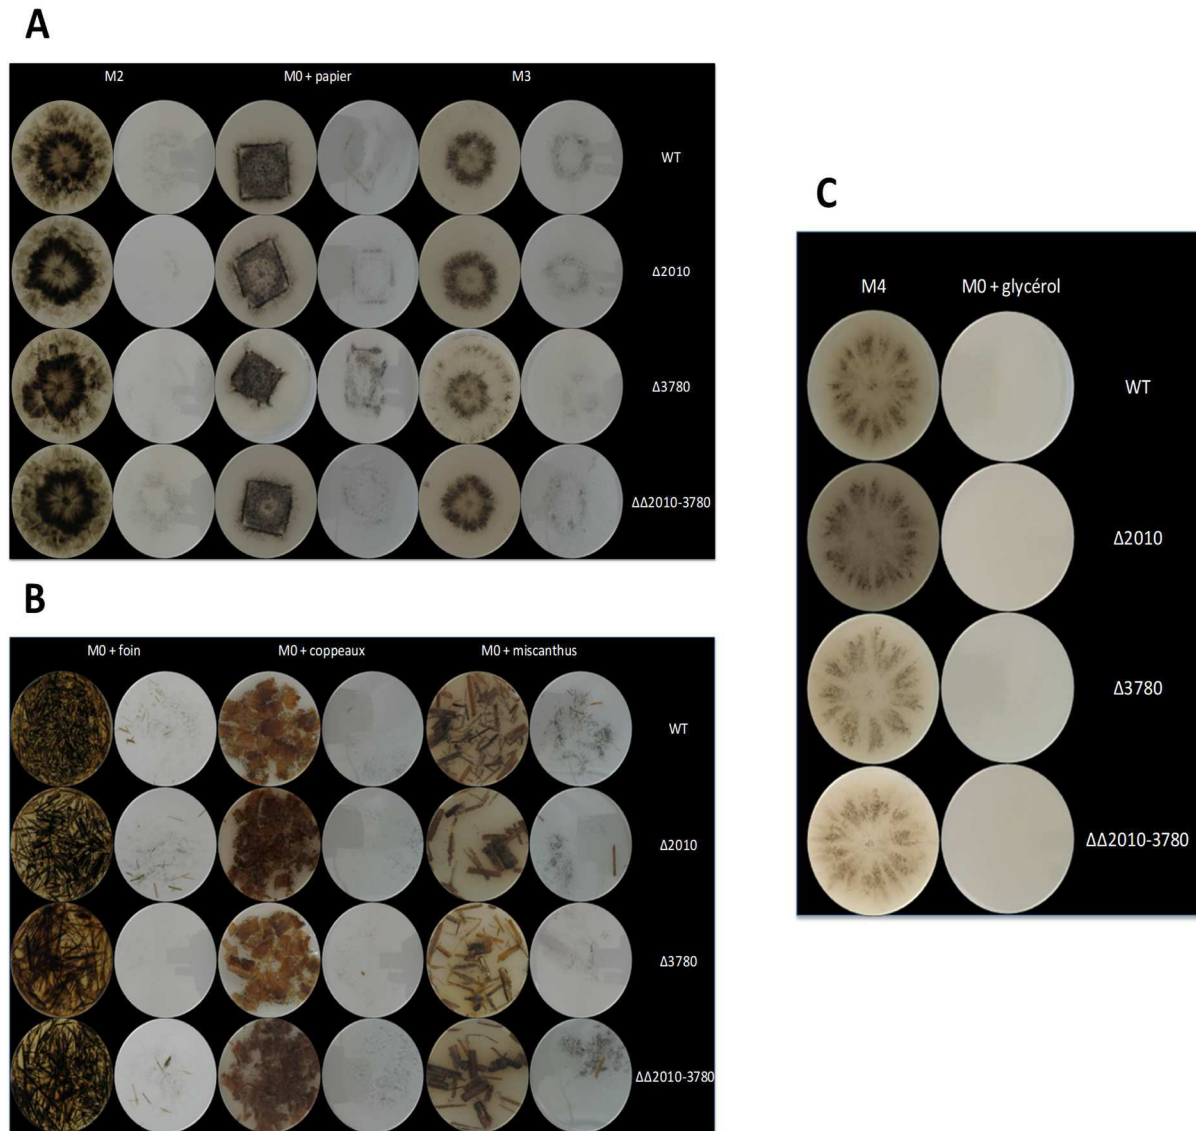 A
M2 M0 + papier M3
WT
Δ2010
Δ3780
ΔΔ2010-3780
B
M0 + foin M0 + coppeaux M0 + miscanthus
WT
Δ2010
Δ3780
ΔΔ2010-3780
C
M4 M0 + glycérol
WT
Δ2010
Δ3780
ΔΔ2010-3780